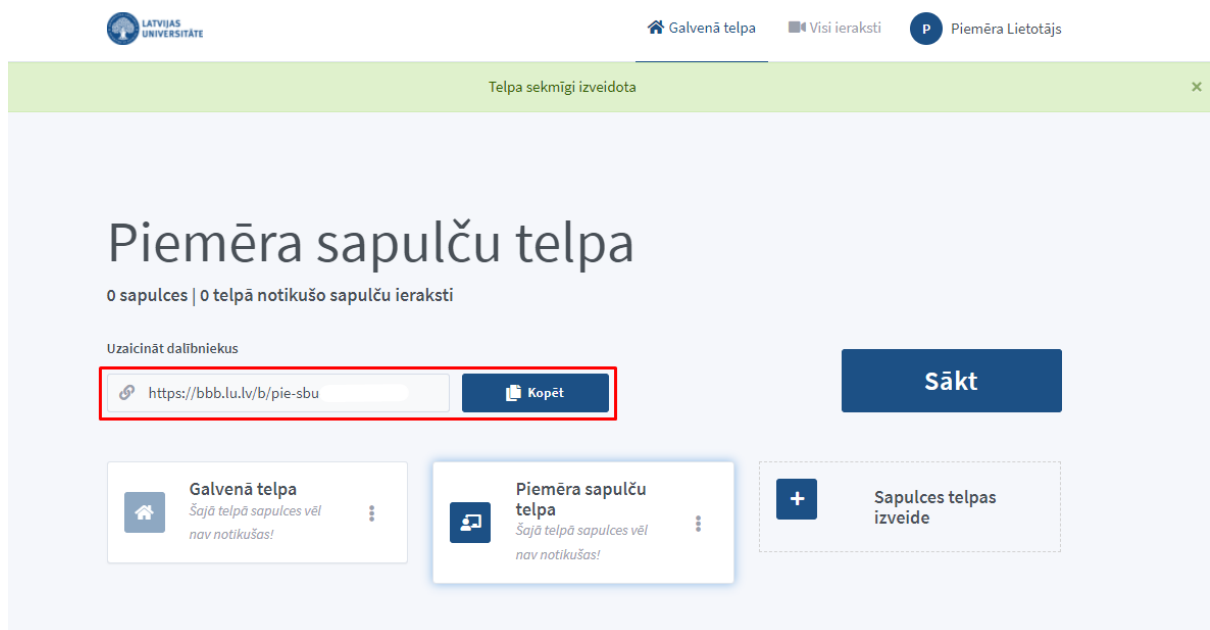 LATVIJAS
UNIVERSITĀTE
Galvenā telpa
Visi ieraksti
P
Piemēra Lietotājs
Telpa sekmīgi izveidota
×
Piemēra sapulču telpa
0 sapulces | 0 telpā notikušo sapulču ieraksti
Uzaicināt dalībniekus
https://bbb.lu.lv/b/pie-sbu
Kopēt
Sākt
Galvenā telpa
Šajā telpā sapulces vēl
nav notikušas!
Piemēra sapulču
telpa
Šajā telpā sapulces vēl
nav notikušas!
Sapulces telpas
izveide